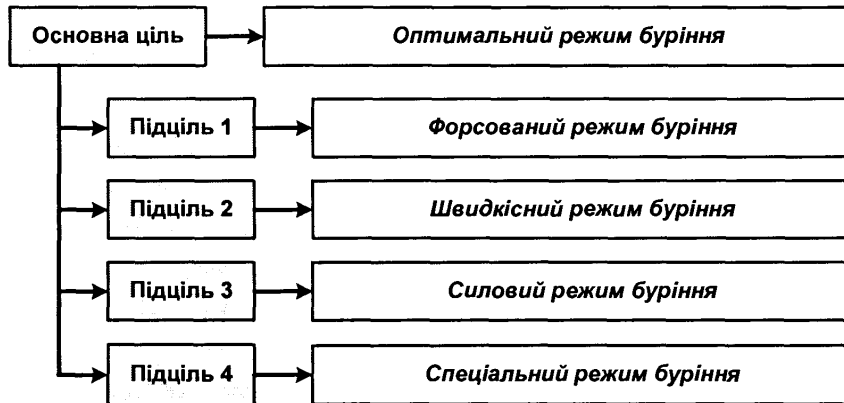 Основна ціль
Оптимальний режим буріння
Підціль 1
Форсований режим буріння
Підціль 2
Швидкісний режим буріння
Підціль 3
Силовий режим буріння
Підціль 4
Спеціальний режим буріння